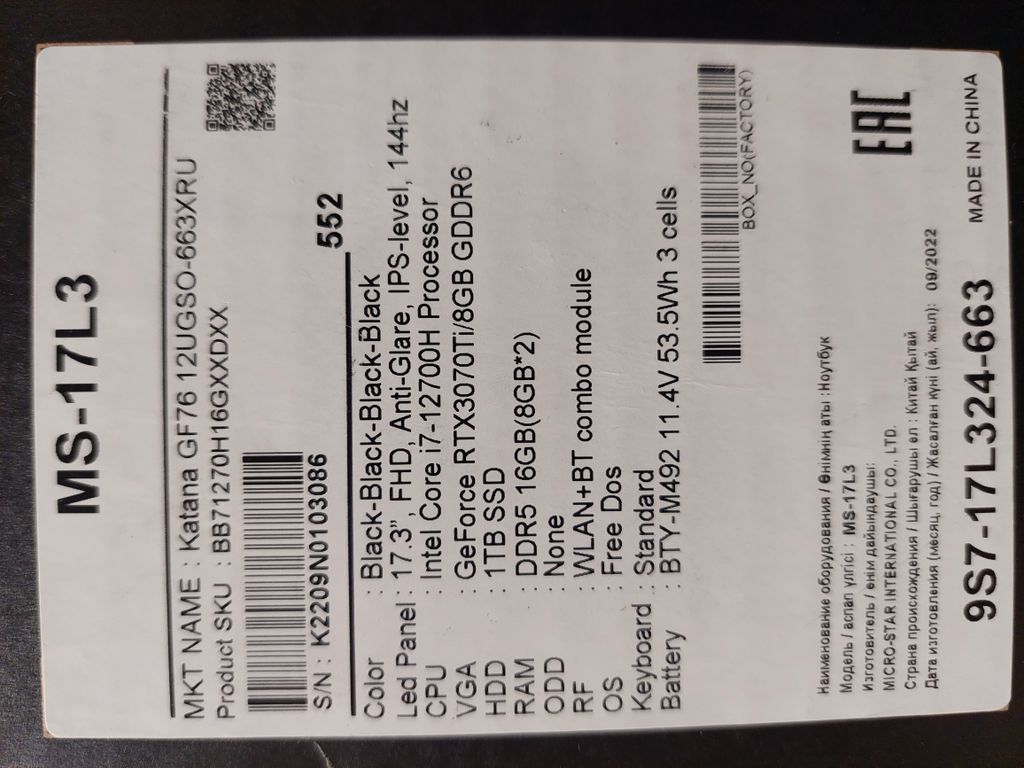 MS-17L3
MKT NAME : Katana GF76 12UGSO-663XRU
Product SKU : BB71270H16GXXDXX
S/N : K2209N0103086
552
Color : Black-Black-Black-Black
Led Panel : 17.3", FHD, Anti-Glare, IPS-level, 144hz
CPU : Intel Core i7-12700H Processor
VGA : GeForce RTX3070Ti/8GB GDDR6
HDD : 1TB SSD
RAM : DDR5 16GB(8GB*2)
ODD : None
RF : WLAN+BT combo module
OS : Free Dos
Keyboard : Standard
Battery : BTY-M492 11.4V 53.5Wh 3 cells
BOX_NO(FACTORY)
Наименование оборудования / өнімнің аты :Ноутбук
Модель / аспап үлгісі : MS-17L3
Изготовитель / өнім дайындаушы:
MICRO-STAR INTERNATIONAL CO., LTD.
Страна происхождения / Шығарушы ел : Китай Қытай
Дата изготовления (месяц, год) / Жасалған күні (ай, жыл): 09/2022
EAC
9S7-17L324-663
MADE IN CHINA